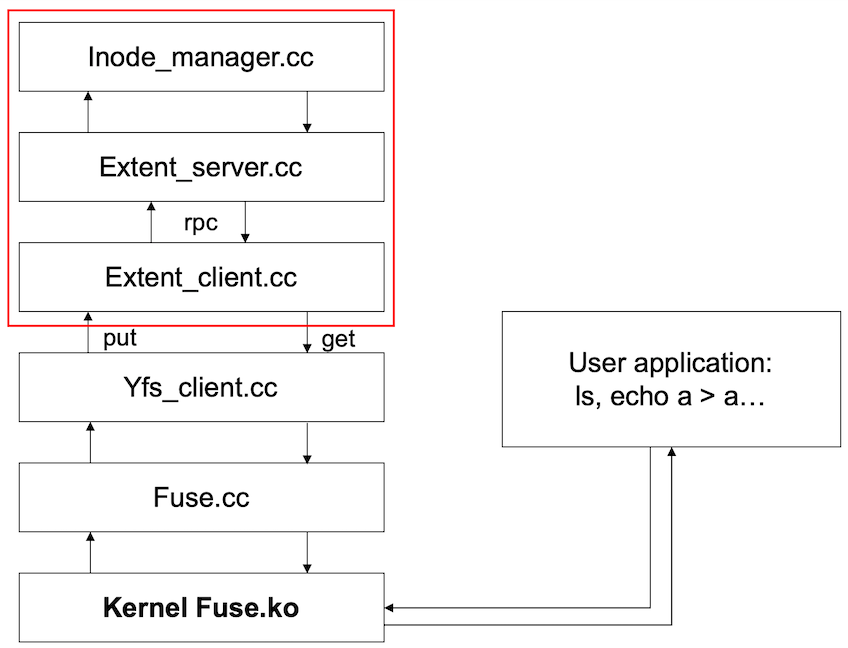 Inode_manager.cc
Extent_server.cc
rpc
Extent_client.cc
put
get
Yfs_client.cc
Fuse.cc
Kernel Fuse.ko
User application:
ls, echo a > a…